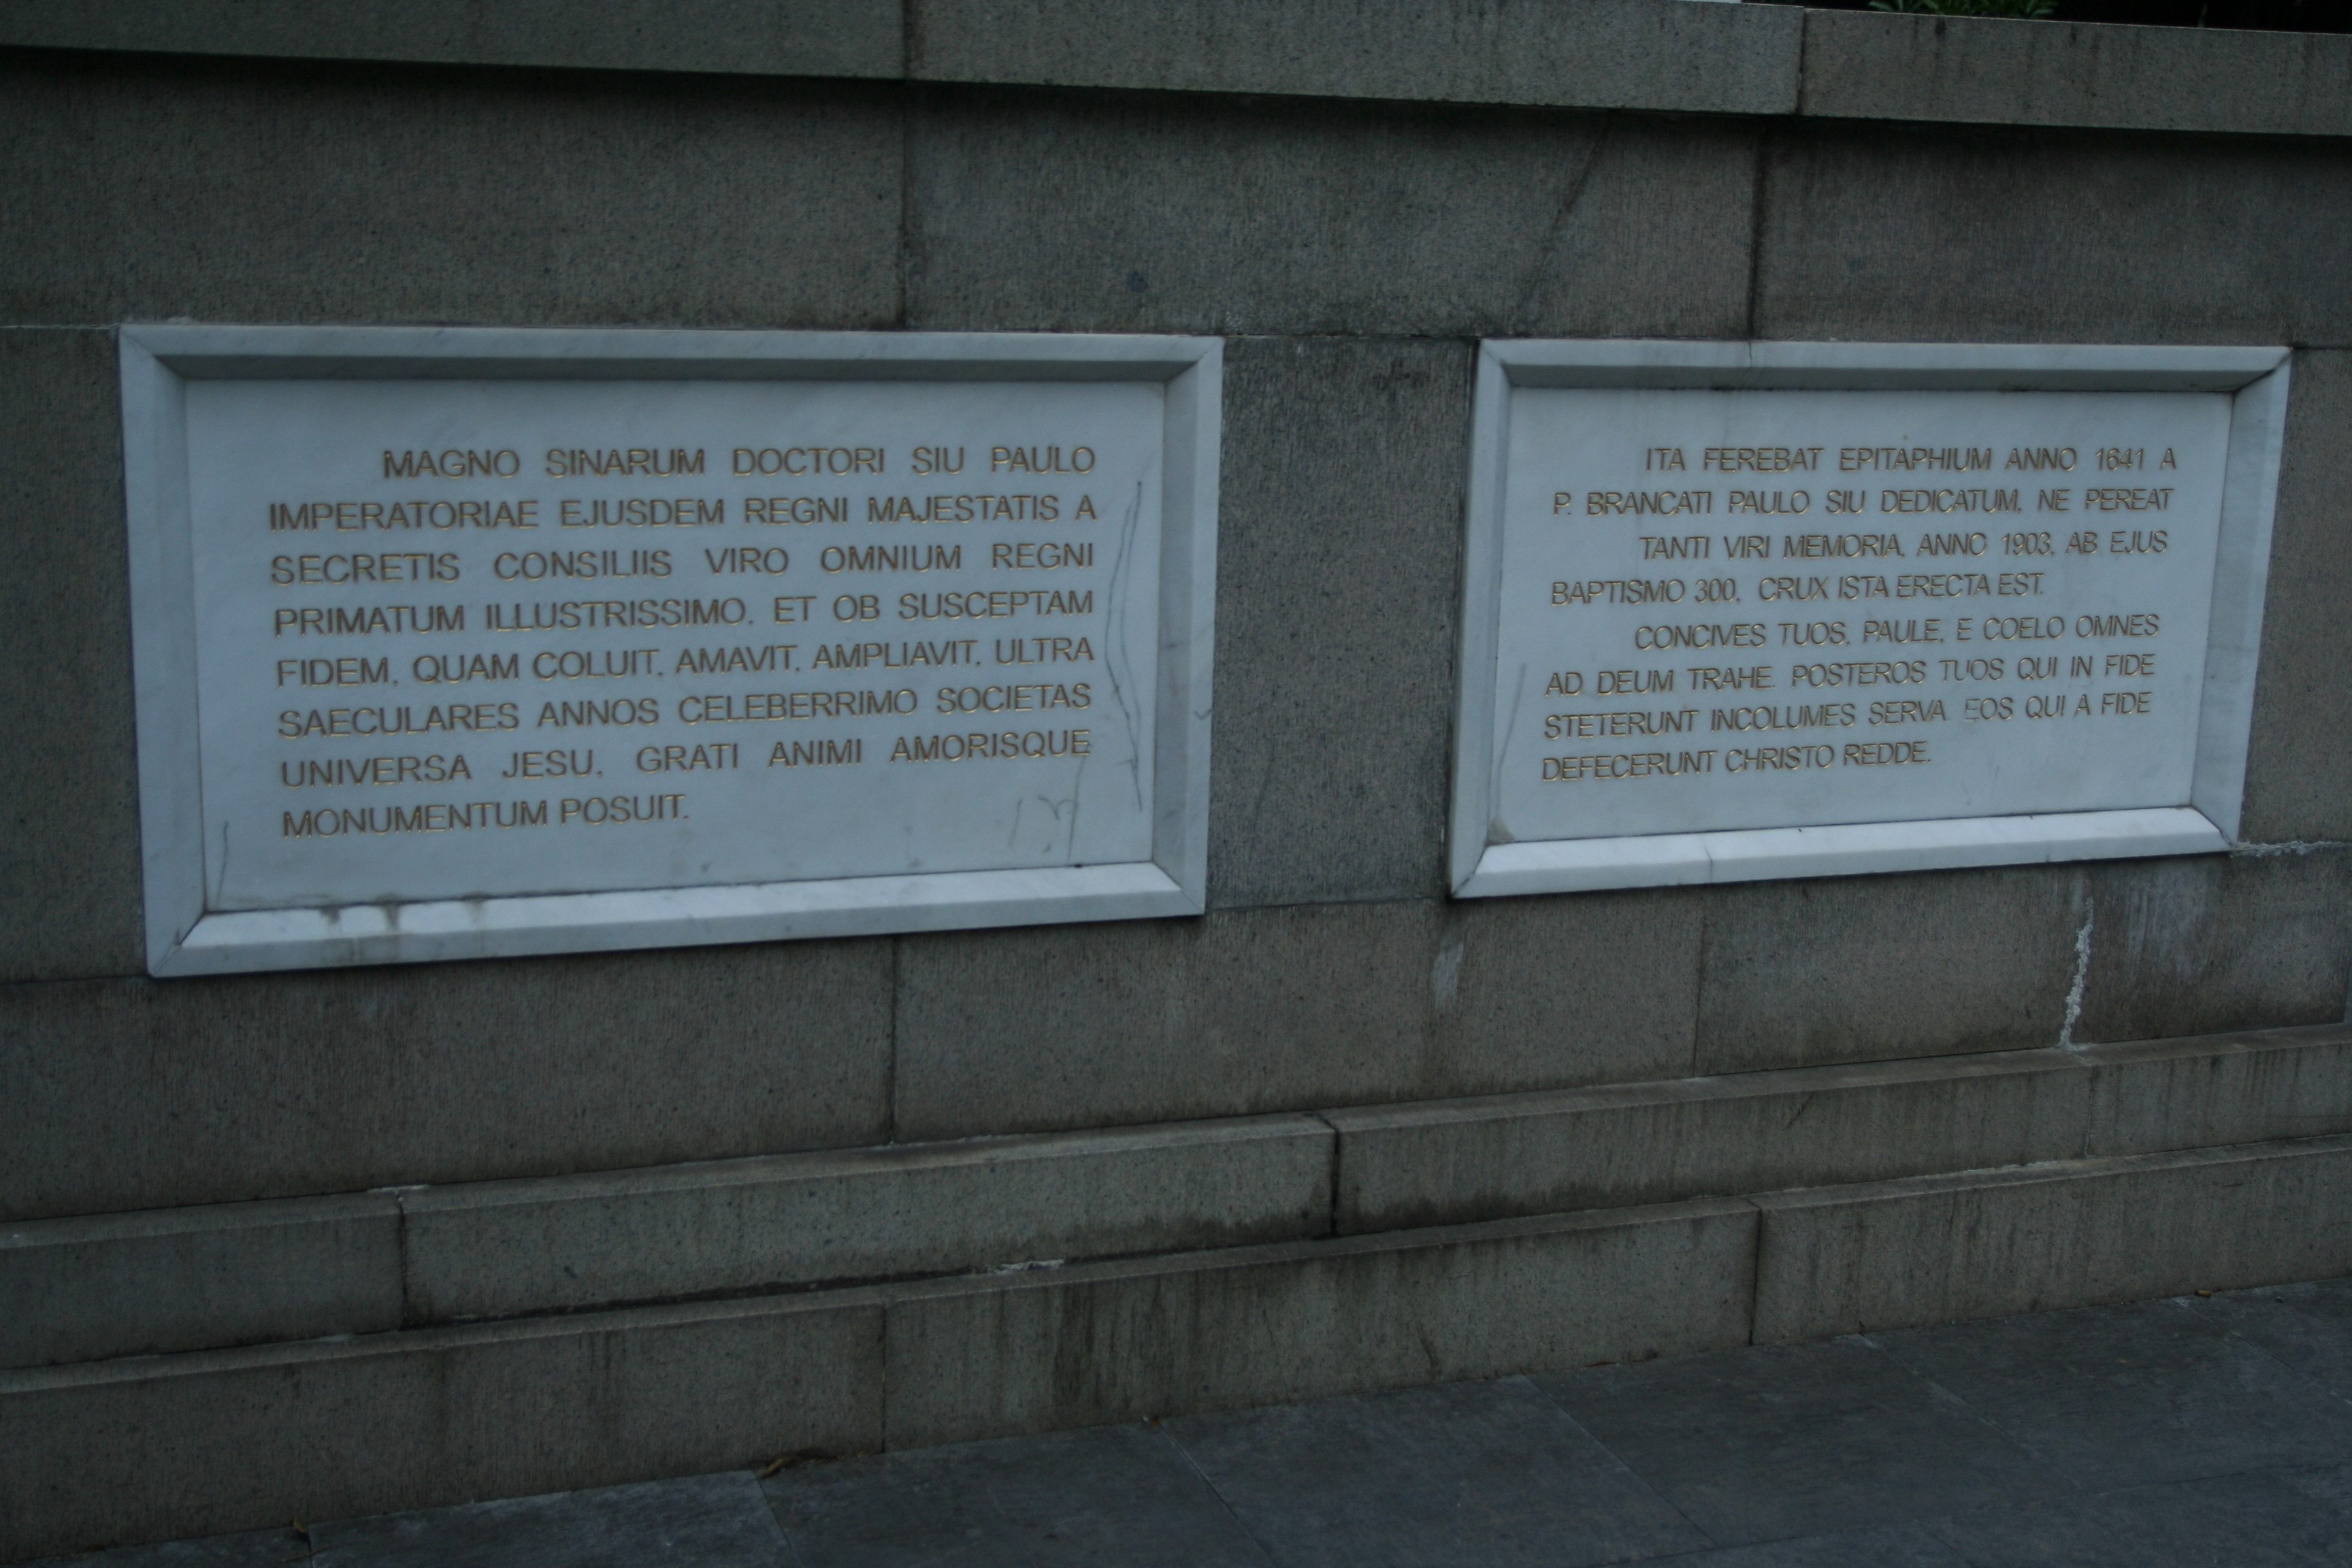 MAGNO SINARUM DOCTORI SIU PAULO
IMPERATORIAE EJUSDEM REGNI MAJESTATIS A
SECRETIS CONSILIIS VIRO OMNIUM REGNI
PRIMATUM ILLUSTRISSIMO, ET OB SUSCEPTAM
FIDEM, QUAM COLUIT, AMAVIT, AMPLIAVIT, ULTRA
SAECULARES ANNOS CELEBERRIMO SOCIETAS
UNIVERSA JESU, GRATI ANIMI AMORISQUE
MONUMENTUM POSUIT.
ITA FEREBAT EPITAPHIUM ANNO 1641 A
P. BRANCATI PAULO SIU DEDICATUM, NE PEREAT
TANTI VIRI MEMORIA, ANNO 1903, AB EJUS
BAPTISMO 300, CRUX ISTA ERECTA EST.
CONCIVES TUOS, PAULE, E COELO OMNES
AD DEUM TRAHE. POSTEROS TUOS QUI IN FIDE
STETERUNT INCOLUMES SERVA. EOS QUI A FIDE
DEFECERUNT CHRISTO REDDE.